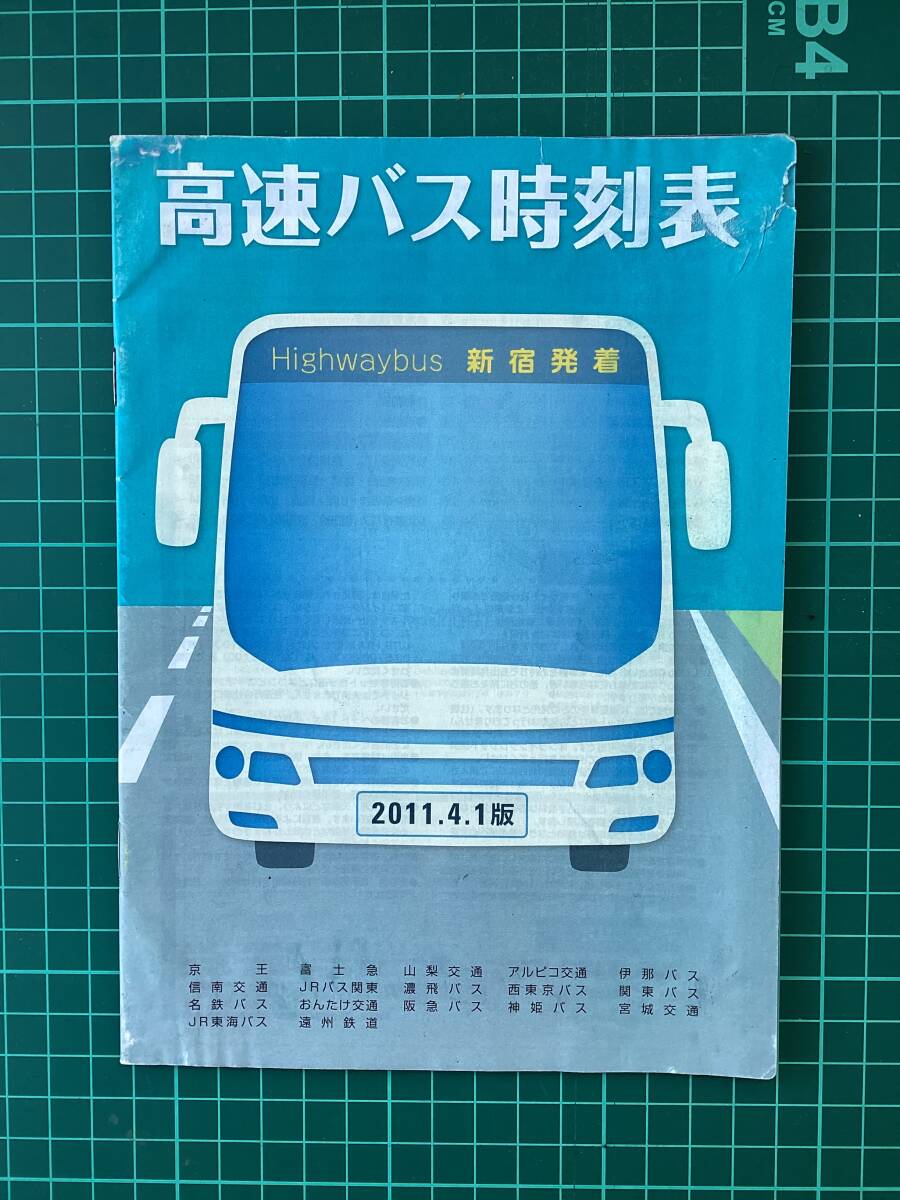 B4
CM
高速バス時刻表
Highwaybus 新宿発着
2011.4.1版
京王 富士急 山梨交通 アルピコ交通 伊那バス
信南交通 JRバス関東 濃飛バス 西東京バス 関東バス
名鉄バス おんたけ交通 阪急バス 神姫バス 宮城交通
JR東海バス 遠州鉄道